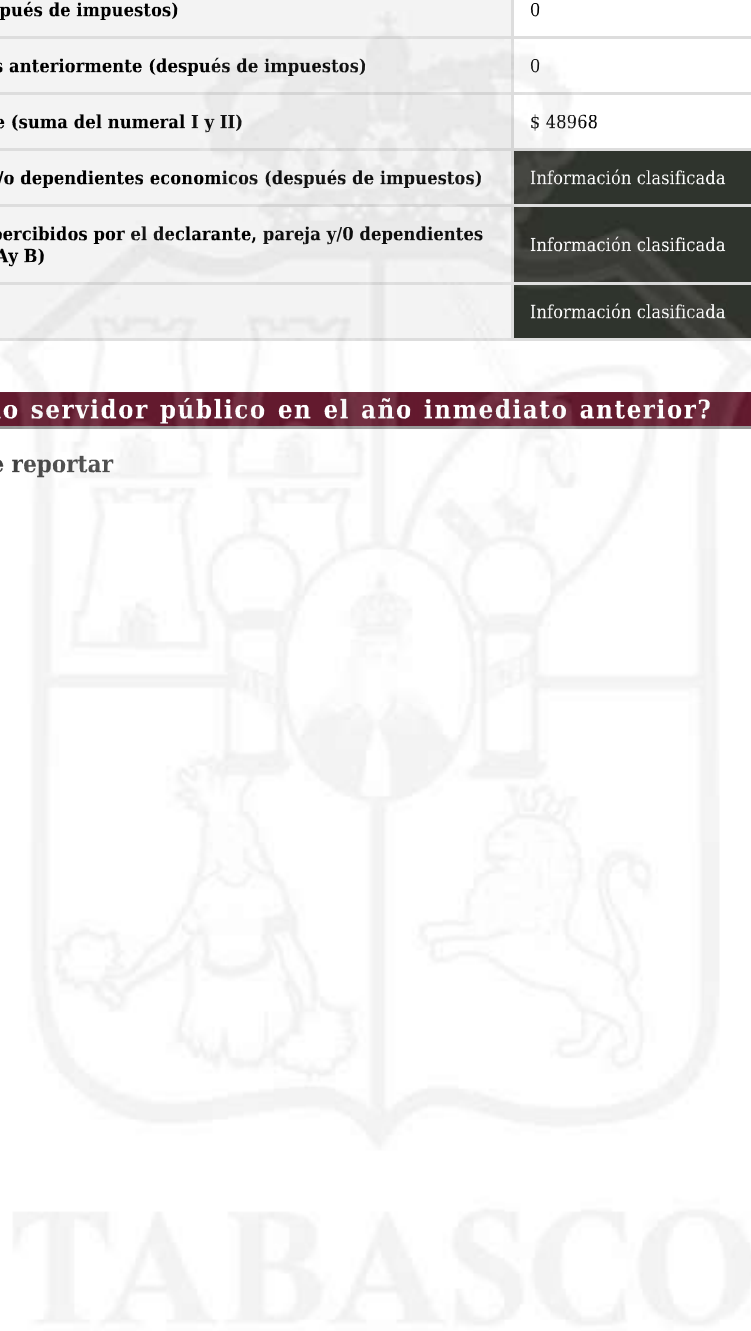 pués de impuestos)
0
s anteriormente (después de impuestos)
0
e (suma del numeral I y II)
$ 48968
/o dependientes economicos (después de impuestos)
Información clasificada
percibidos por el declarante, pareja y/0 dependientes
Ay B)
Información clasificada
Información clasificada
o servidor público en el año inmediato anterior?
e reportar
TABASCO